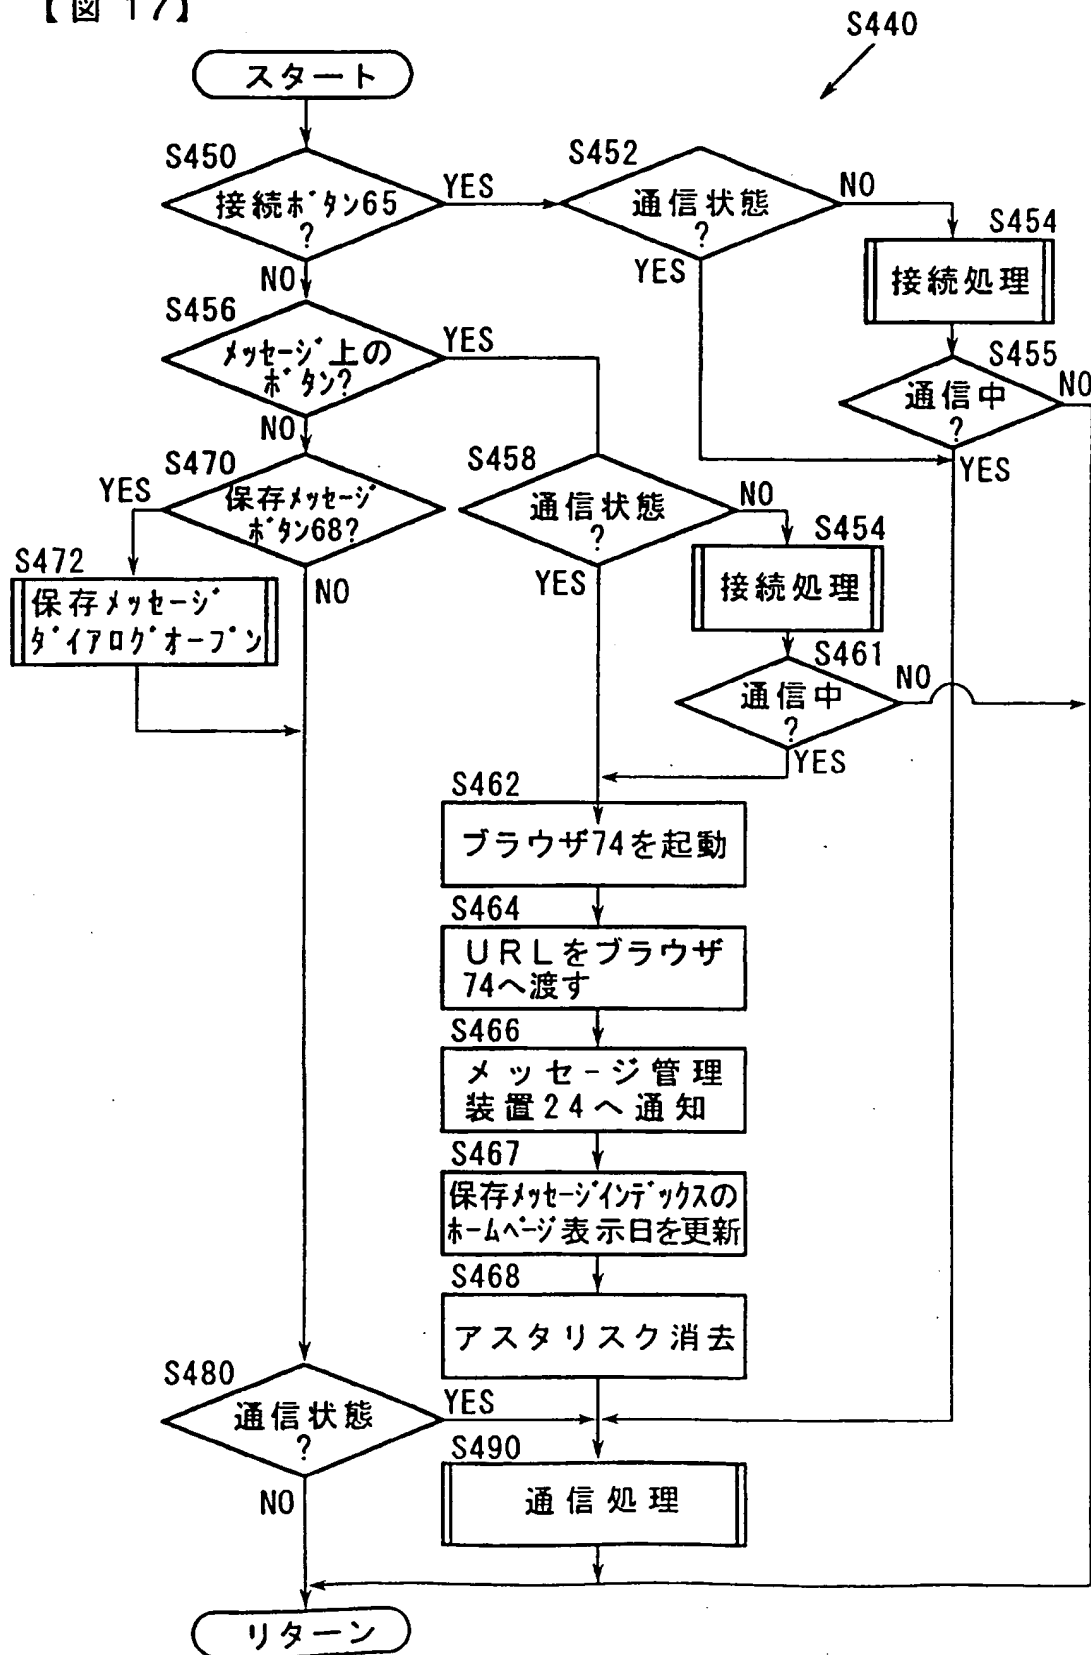 【図 17】
S440
スタート
S450
接続ボタン65
?
YES
NO
S452
通信状態
?
NO
YES
S454
接続処理
S455
通信中
?
NO
YES
S456
メッセージ上の
ボタン?
YES
NO
S458
通信状態
?
NO
YES
S454
接続処理
S461
通信中
?
NO
YES
S470
保存メッセージ
ボタン68?
YES
NO
S472
保存メッセージ
ダイアログオープン
S462
ブラウザ74を起動
S464
URLをブラウザ
74へ渡す
S466
メッセージ管理
装置24へ通知
S467
保存メッセージインデックスの
ホームページ表示日を更新
S468
アスタリスク消去
S480
通信状態
?
YES
NO
S490
通信処理
リターン